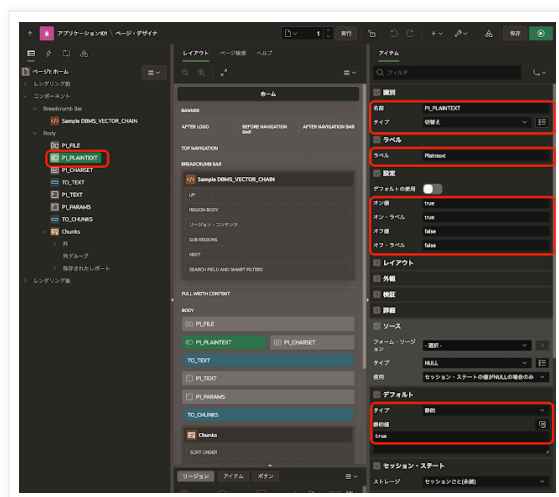 アプリケーション101 \ ページ・デザイナ
1
実行
保存
ページ1: ホーム
レンダリング前
コンポーネント
Breadcrumb Bar
Sample DBMS_VECTOR_CHAIN
Body
P1_FILE
P1_PLAINTEXT
P1_CHARSET
TO_TEXT
P1_TEXT
P1_PARAMS
TO_CHUNKS
Chunks
列
列グループ
保存されたレポート
レンダリング後
レイアウト
ページ検索
ヘルプ
ホーム
BANNER
AFTER LOGO
BEFORE NAVIGATION BAR
AFTER NAVIGATION BAR
TOP NAVIGATION
BREADCRUMB BAR
Sample DBMS_VECTOR_CHAIN
UP
REGION BODY
リージョン・コンテンツ
SUB REGIONS
NEXT
SEARCH FIELD AND SMART FILTERS
FULL WIDTH CONTENT
BODY
P1_FILE
P1_PLAINTEXT
P1_CHARSET
TO_TEXT
P1_TEXT
P1_PARAMS
TO_CHUNKS
Chunks
SORT ORDER
リージョン
アイテム
ボタン
アイテム
フィルタ
識別
名前 P1_PLAINTEXT
タイプ 切替え
ラベル
ラベル Plaintext
設定
デフォルトの使用
オン値 true
オン・ラベル true
オフ値 false
オフ・ラベル false
レイアウト
外観
検証
詳細
ソース
フォーム・リージョン - 選択 -
タイプ NULL
使用 セッション・ステートの値がNULLの場合のみ
デフォルト
タイプ 静的
静的値
true
セッション・ステート
ストレージ セッションごと(永続)